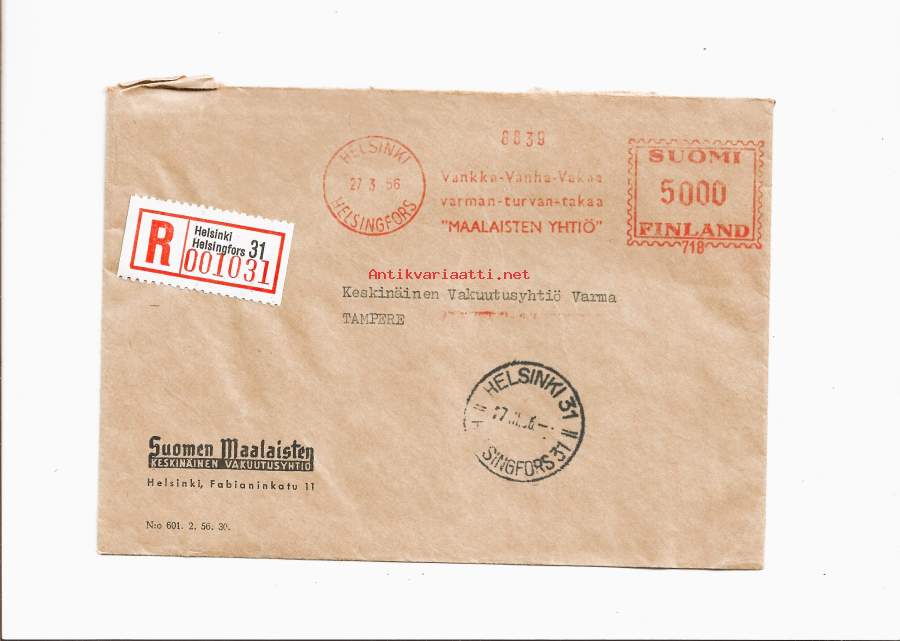 8839
HELSINKI
27 3 56
HELSINGFORS
Vankka-Vanha-Vakaa
varman-turvan-takaa
"MAALAISTEN YHTIÖ"
SUOMI
5000
FINLAND
718
R
Helsinki
Helsingfors 31
001031
Antikvariaatti.net
Keskinäinen Vakuutusyhtiö Varma
TAMPERE
HELSINKI 31
SINGFORS 31
Suomen Maalaisten
KESKINÄINEN VAKUUTUSYHTIÖ
Helsinki, Fabianinkatu 11
N:o 601. 2. 56. 30.